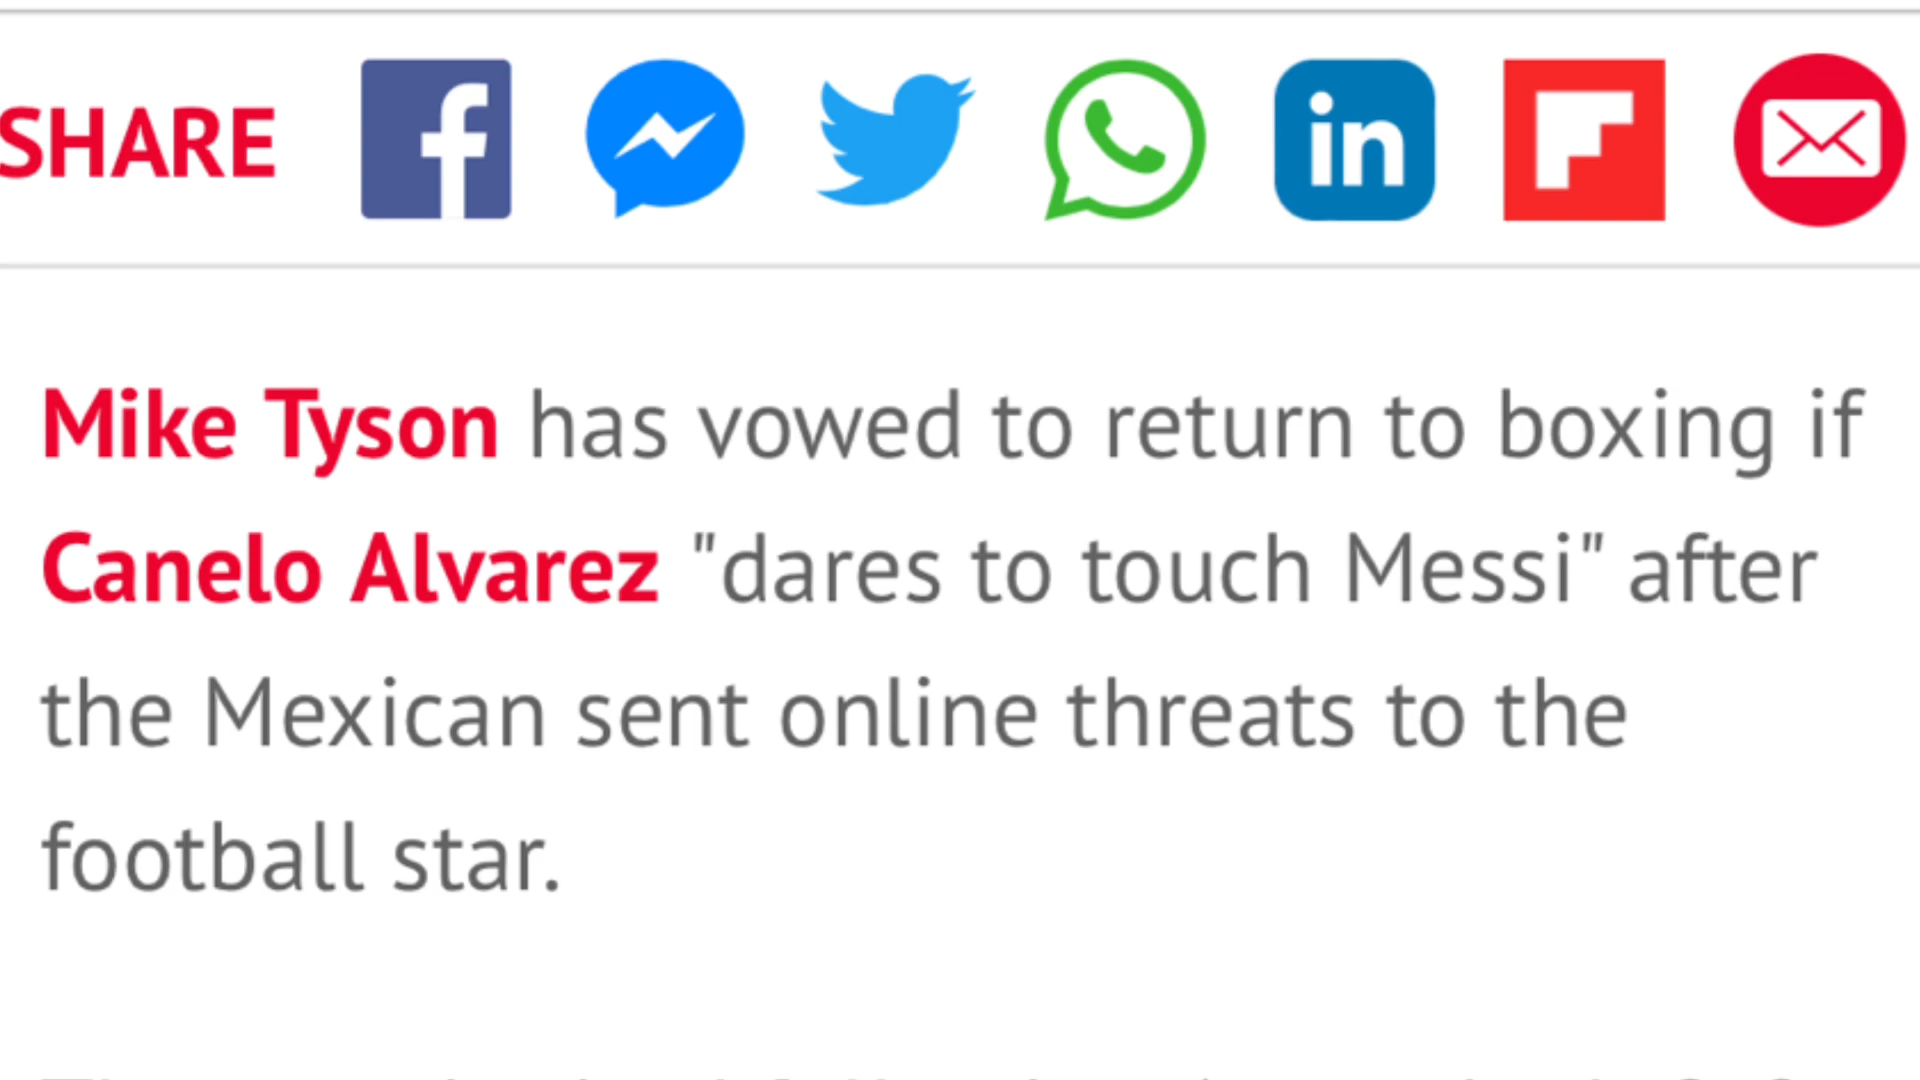 SHARE
in
Mike Tyson has vowed to return to boxing if
Canelo Alvarez "dares to touch Messi" after
the Mexican sent online threats to the
football star.